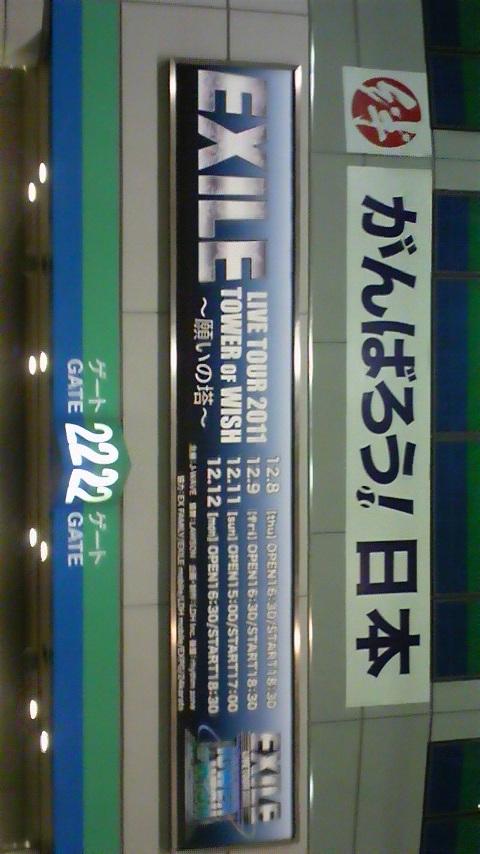 絆
がんばろう!日本
EXILE
LIVE TOUR 2011
TOWER OF WISH
〜願いの塔〜
12.8 [thu] OPEN16:30/START18:30
12.9 [fri] OPEN16:30/START18:30
12.11 [sun] OPEN15:00/START17:00
12.12 [mon] OPEN16:30/START18:30
EXILE
ゲート 22 22 ゲート
GATE GATE